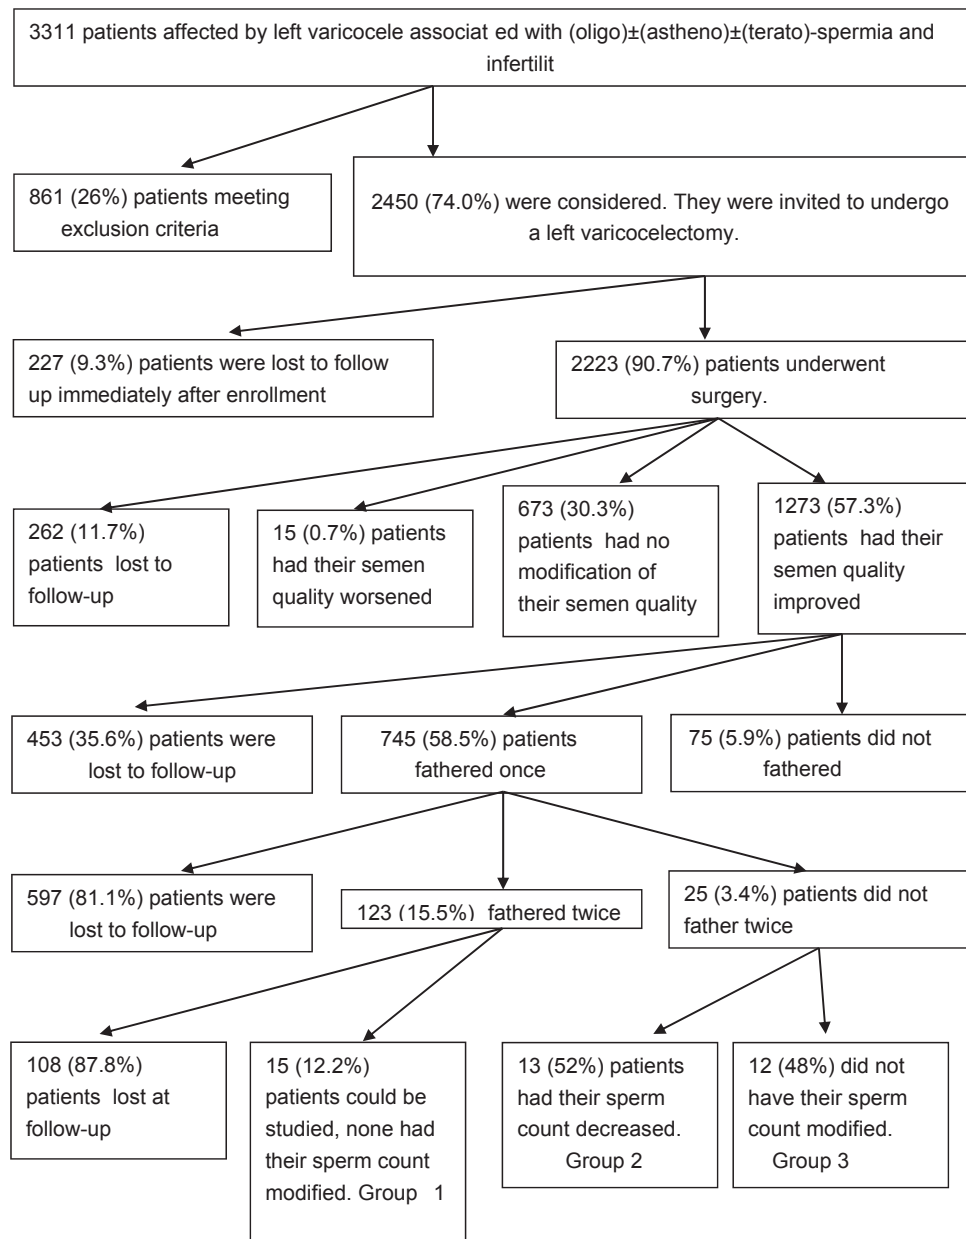 3311 patients affected by left varicocele associat ed with (oligo)±(astheno)±(terato)-spermia and
infertilit
861 (26%) patients meeting
exclusion criteria
2450 (74.0%) were considered. They were invited to undergo
a left varicocelectomy.
227 (9.3%) patients were lost to follow
up immediately after enrollment
2223 (90.7%) patients underwent
surgery.
262 (11.7%)
patients lost to
follow-up
15 (0.7%) patients
had their semen
quality worsened
673 (30.3%)
patients had no
modification of
their semen quality
1273 (57.3%)
patients had their
semen quality
improved
453 (35.6%) patients were
lost to follow-up
745 (58.5%) patients
fathered once
75 (5.9%) patients did not
fathered
597 (81.1%) patients were
lost to follow-up
123 (15.5%) fathered twice
25 (3.4%) patients did not
father twice
108 (87.8%)
patients lost at
follow-up
15 (12.2%)
patients could be
studied, none had
their sperm count
modified. Group 1
13 (52%) patients
had their sperm
count decreased.
Group 2
12 (48%) did not
have their sperm
count modified.
Group 3